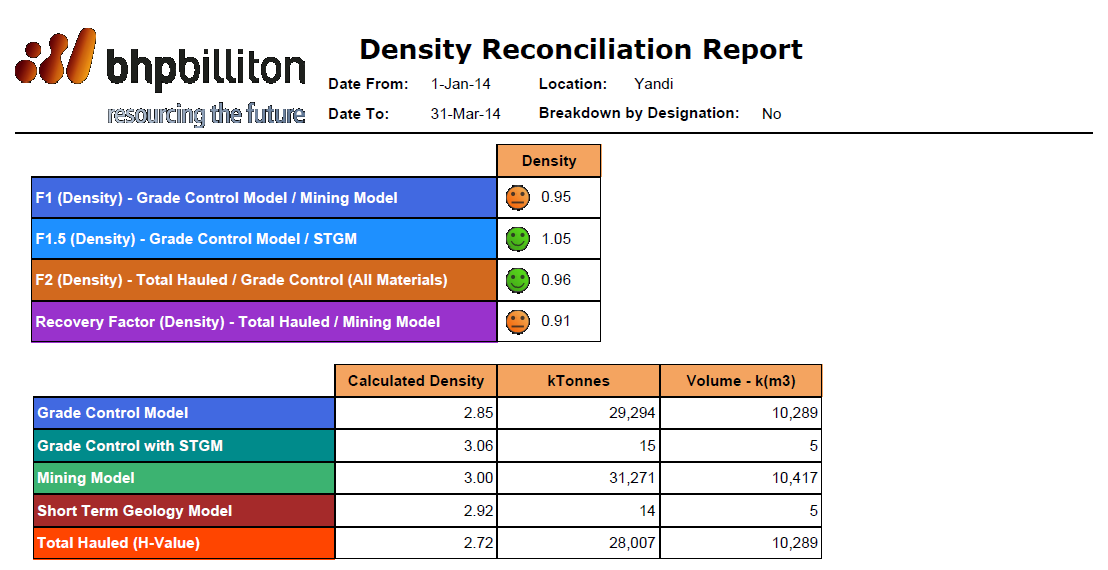 bhpbilliton
resourcing the future
Density Reconciliation Report
Date From: 1-Jan-14 Location: Yandi
Date To: 31-Mar-14 Breakdown by Designation: No
Density
F1 (Density) - Grade Control Model / Mining Model 0.95
F1.5 (Density) - Grade Control Model / STGM 1.05
F2 (Density) - Total Hauled / Grade Control (All Materials) 0.96
Recovery Factor (Density) - Total Hauled / Mining Model 0.91
Calculated Density kTonnes Volume - k(m3)
Grade Control Model 2.85 29,294 10,289
Grade Control with STGM 3.06 15 5
Mining Model 3.00 31,271 10,417
Short Term Geology Model 2.92 14 5
Total Hauled (H-Value) 2.72 28,007 10,289